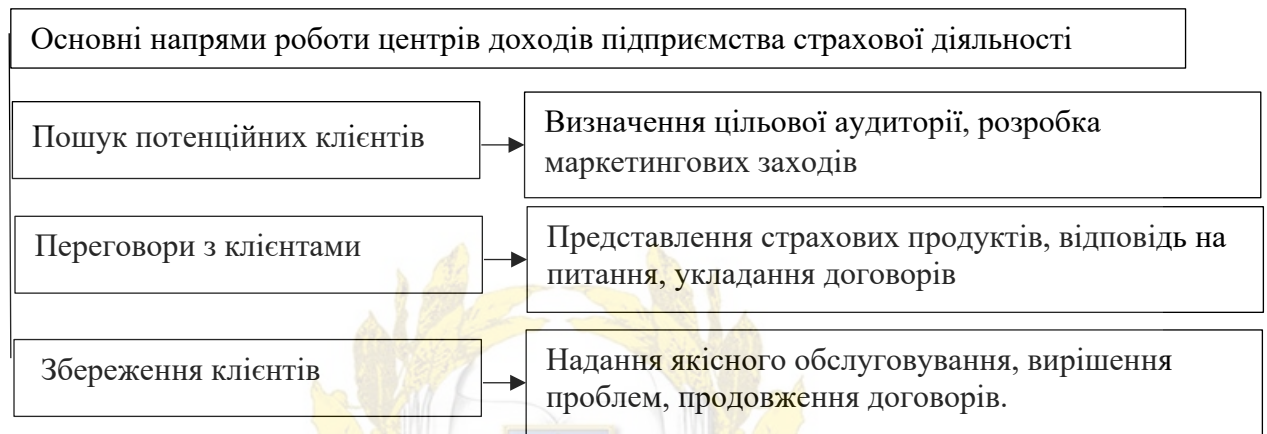 Основні напрями роботи центрів доходів підприємства страхової діяльності
Пошук потенційних клієнтів
Визначення цільової аудиторії, розробка
маркетингових заходів
Переговори з клієнтами
Представлення страхових продуктів, відповідь на
питання, укладання договорів
Збереження клієнтів
Надання якісного обслуговування, вирішення
проблем, продовження договорів.